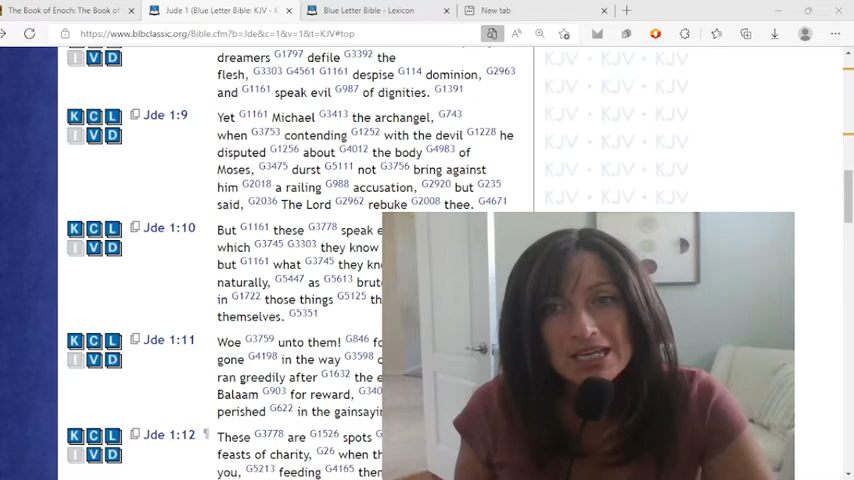 The Book of Enoch: The Book of
Jude 1 (Blue Letter Bible: KJV -
Blue Letter Bible - Lexicon
New tab
https://www.blbclassic.org/Bible.cfm?b=Jde&c=1&v=1&t=KJV#top
dreamers G1797 defile G3392 the
flesh, G3303 G4561 G1161 despise G114 dominion, G2963
and G1161 speak evil G987 of dignities. G1391
K C L
I V D
Jde 1:9
Yet G1161 Michael G3413 the archangel, G743
when G3753 contending G1252 with the devil G1228 he
disputed G1256 about G4012 the body G4983 of
Moses, G3475 durst G5111 not G3756 bring against
him G2018 a railing G988 accusation, G2920 but G235
said, G2036 The Lord G2962 rebuke G2008 thee. G4671
K C L
I V D
Jde 1:10
But G1161 these G3778 speak
which G3745 G3303 they know
but G1161 what G3745 they
naturally, G5447 as G5613
in G1722 those things G5125
themselves. G5351
K C L
I V D
Jde 1:11
Woe G3759 unto them! G846
gone G4198 in the way G3598
ran greedily after G1632 the
Balaam G903 for reward,
perished G622 in the
K C L
I V D
Jde 1:12 ¶
These G3778 are G1526 spots
feasts of charity, G26 when
you, G5213 feeding G4165
KJV • KJV • KJV
KJV • KJV • KJV
KJV • KJV • KJV
KJV • KJV • KJV
KJV • KJV • KJV
KJV • KJV • KJV